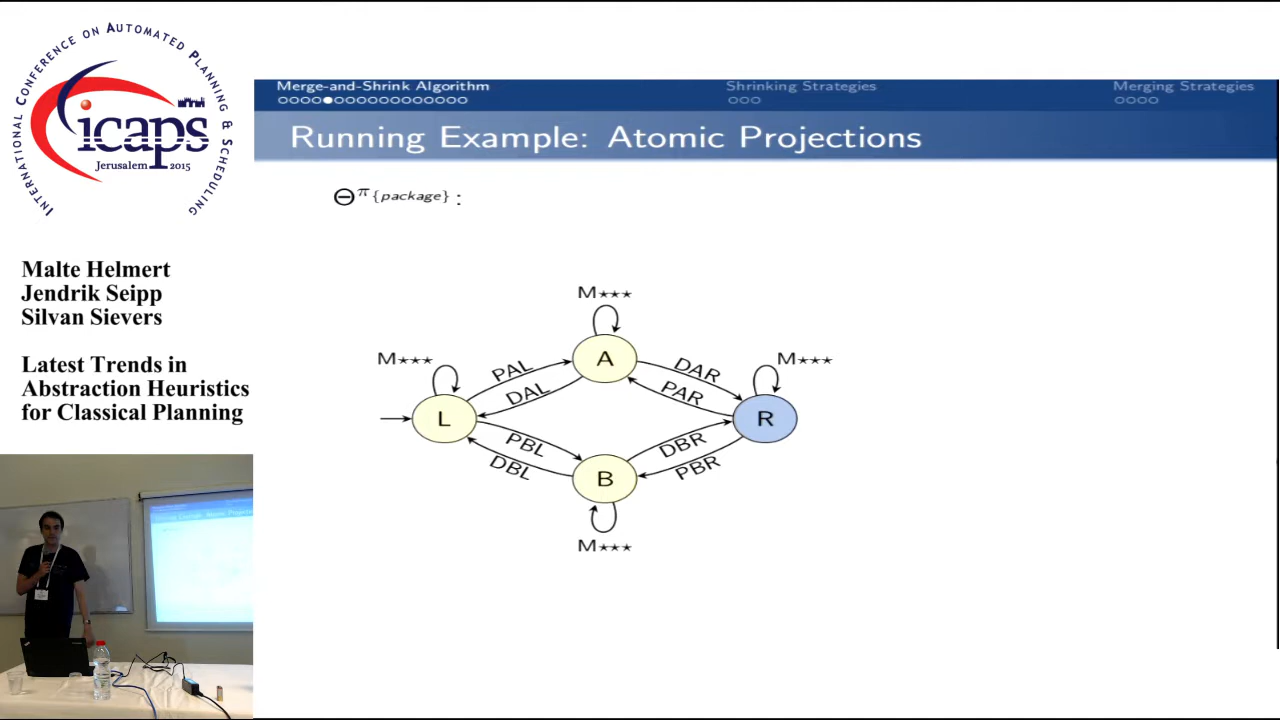 INTERNATIONAL CONFERENCE ON AUTOMATED PLANNING & SCHEDULING
icaps
Jerusalem 2015
Malte Helmert
Jendrik Seipp
Silvan Sievers
Latest Trends in
Abstraction Heuristics
for Classical Planning
Merge-and-Shrink Algorithm
Shrinking Strategies
Merging Strategies
Running Example: Atomic Projections
Θ^π{package} :
M⋆⋆⋆
A
M⋆⋆⋆
PAL
DAL
DAR
PAR
M⋆⋆⋆
L
R
PBL
DBL
DBR
PBR
B
M⋆⋆⋆